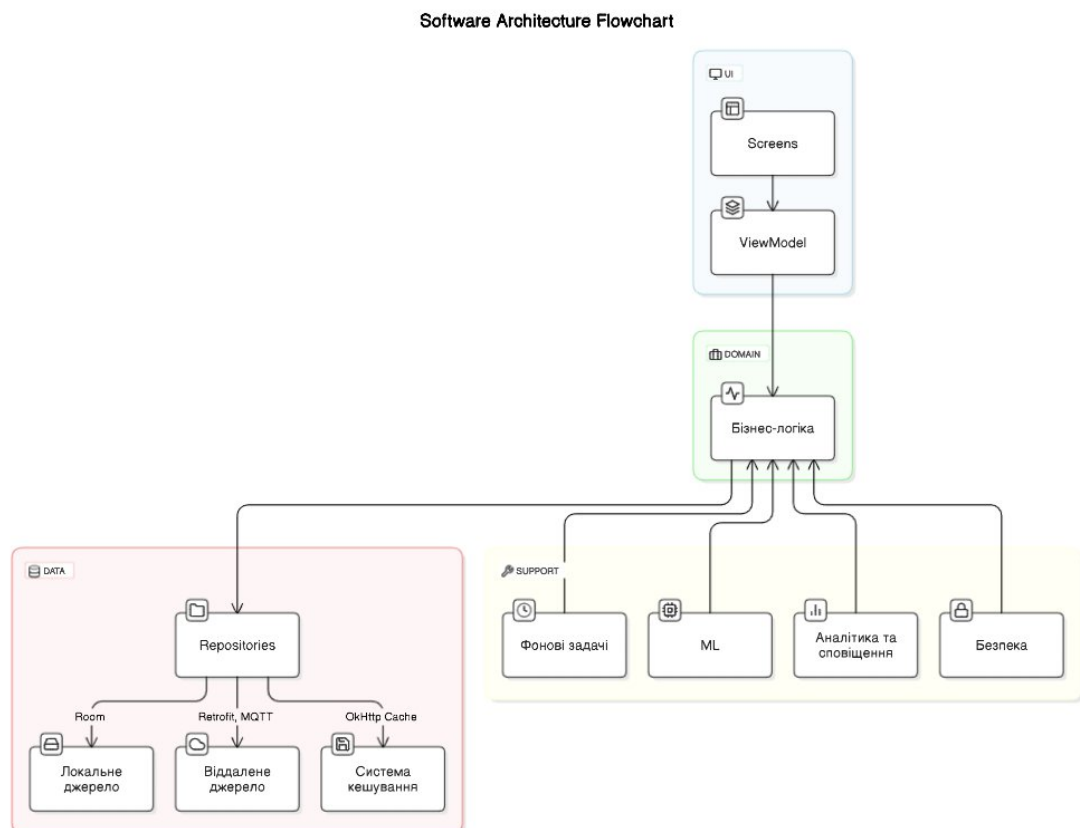 Software Architecture Flowchart
UI
Screens
ViewModel
DOMAIN
Бізнес-логіка
DATA
Repositories
Room
Retrofit, MQTT
OkHttp Cache
Локальне
джерело
Віддалене
джерело
Система
кешування
SUPPORT
Фонові задачі
ML
Аналітика та
сповіщення
Безпека